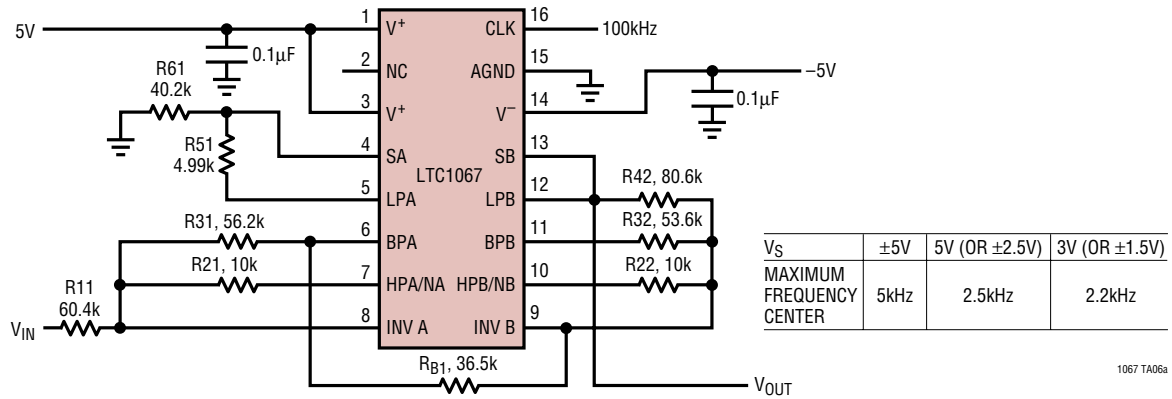 5V
0.1µF
R61
40.2k
R51
4.99k
R31, 56.2k
R21, 10k
R11
60.4k
VIN
1
2
3
4
5
6
7
8
V+
NC
V+
SA
LPA
BPA
HPA/NA
INV A
LTC1067
CLK
AGND
V−
SB
LPB
BPB
HPB/NB
INV B
16
15
14
13
12
11
10
9
100kHz
–5V
0.1µF
R42, 80.6k
R32, 53.6k
R22, 10k
RB1, 36.5k
VOUT
VS ±5V 5V (OR ±2.5V) 3V (OR ±1.5V)
MAXIMUM
FREQUENCY 5kHz 2.5kHz 2.2kHz
CENTER
1067 TA06a